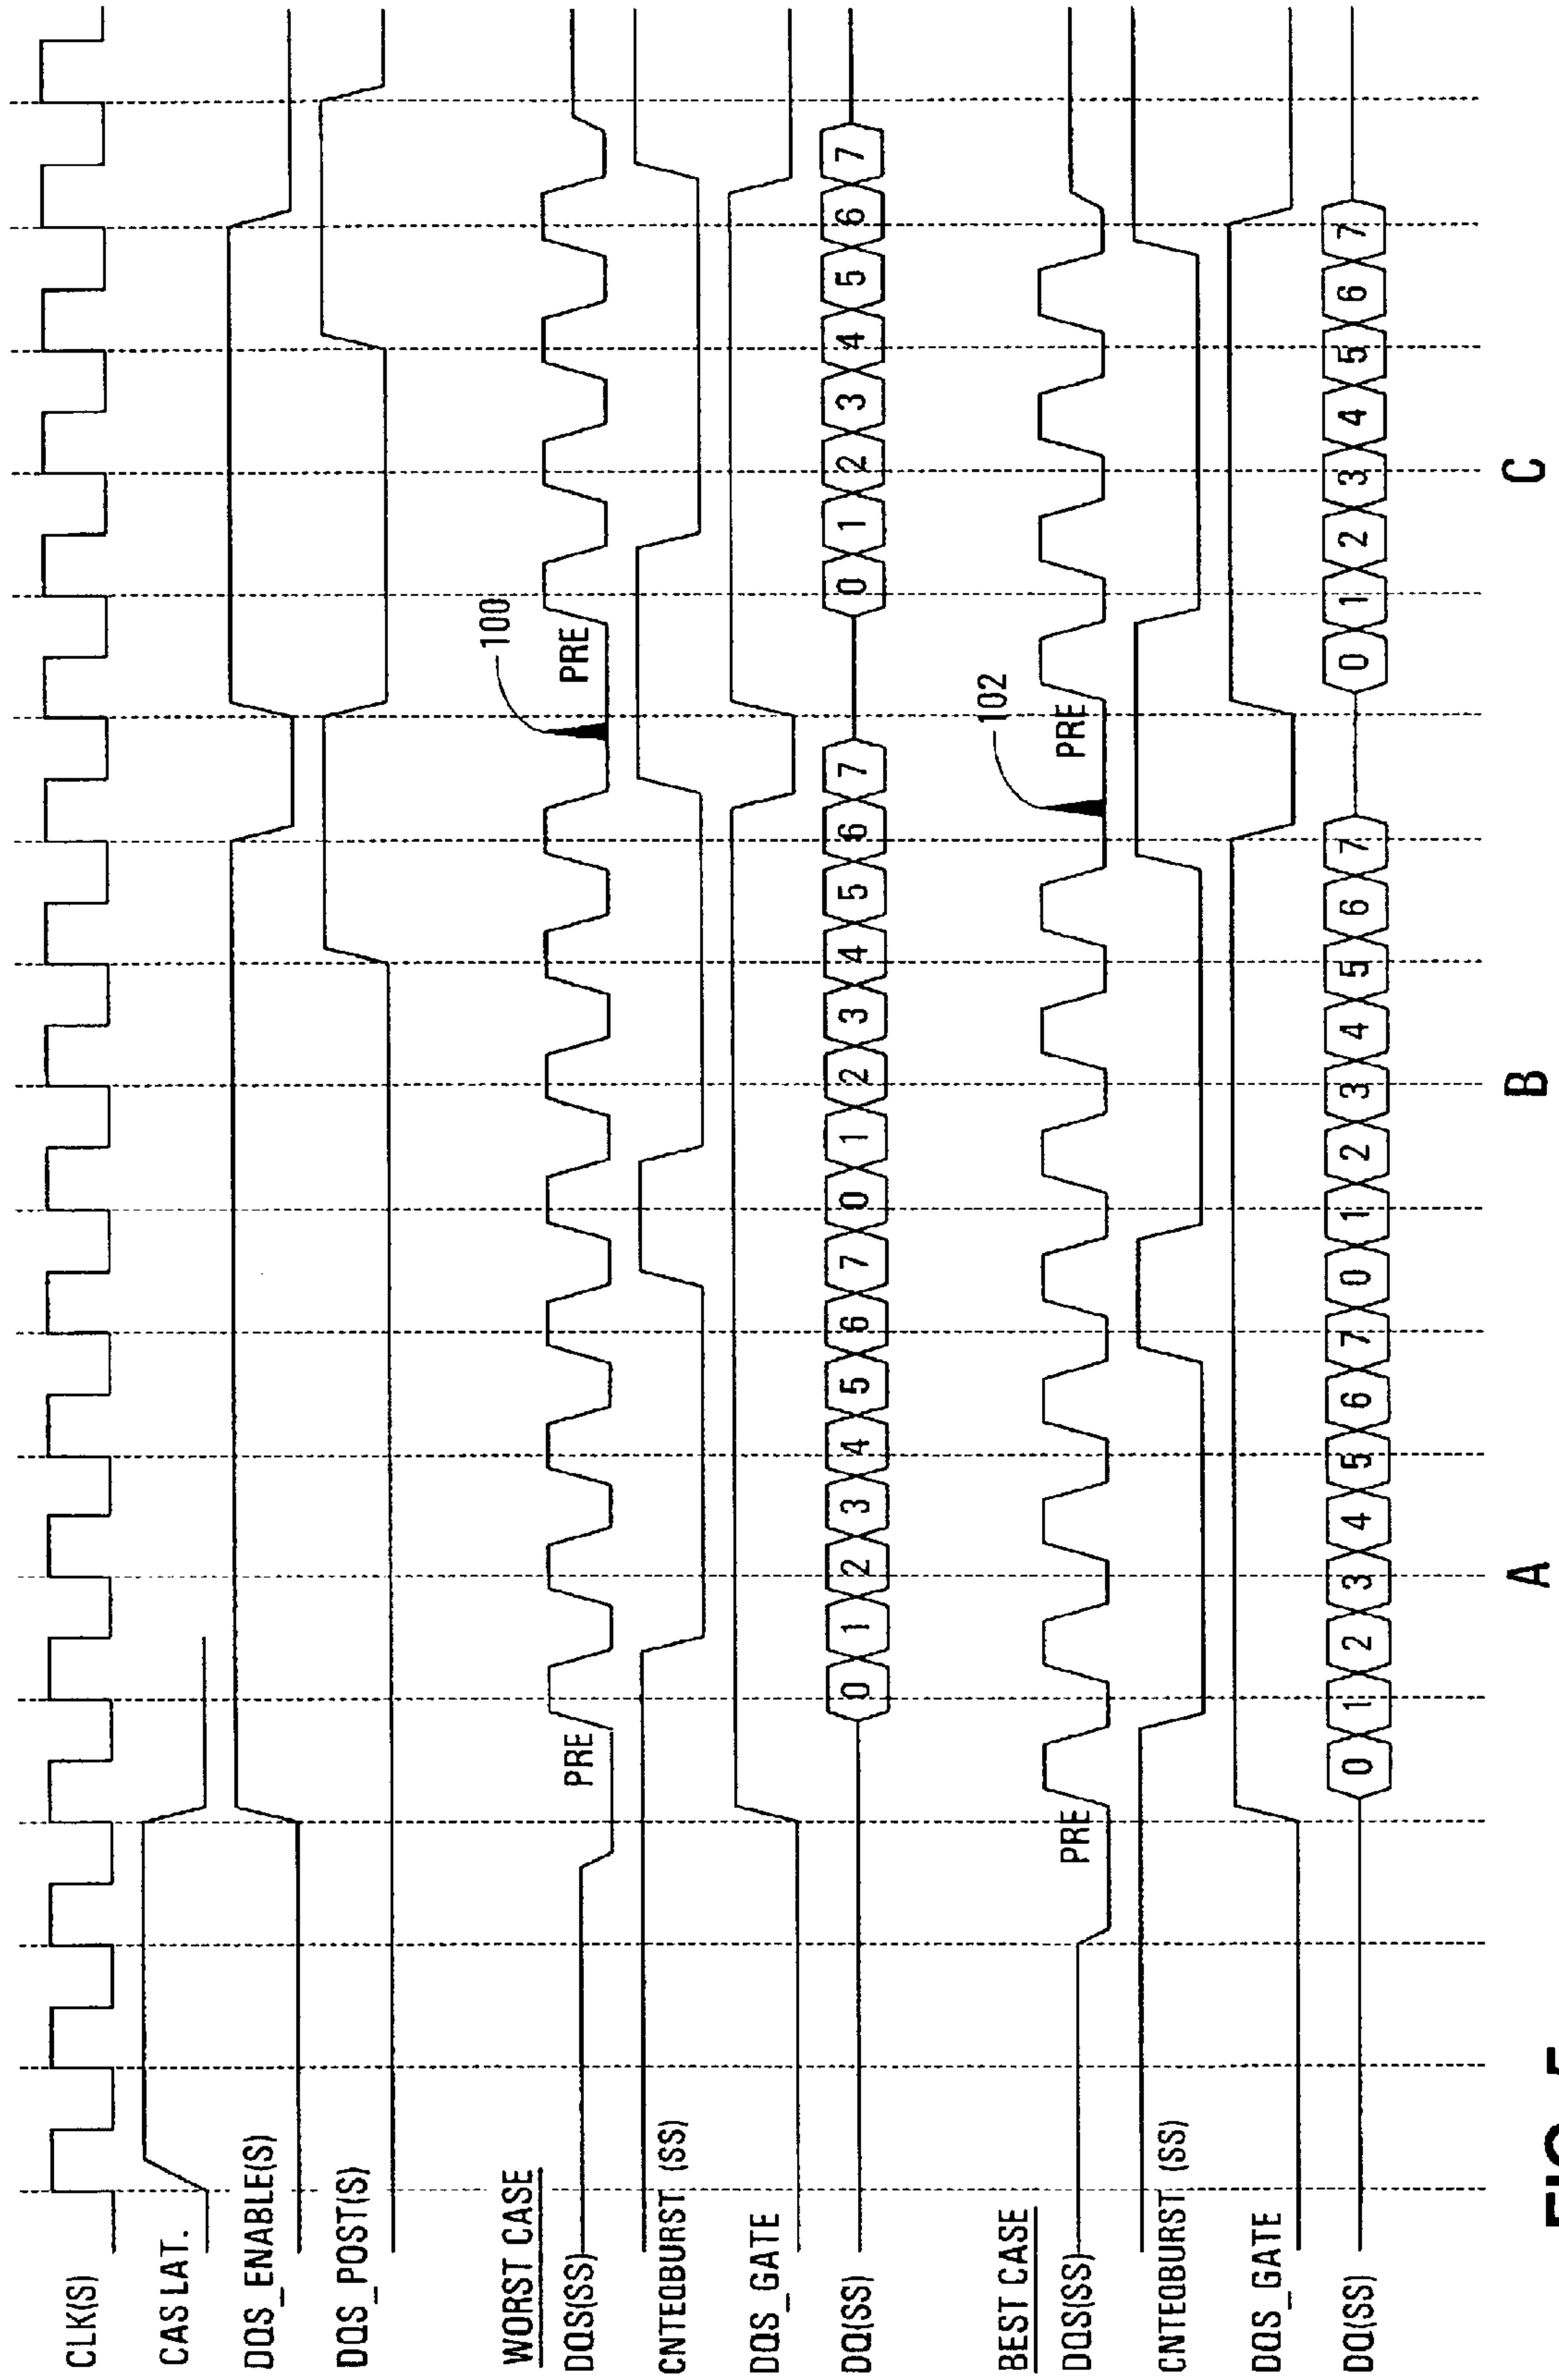 CLK(S)
CAS LAT.
DQS_ENABLE(S)
DQS_POST(S)
WORST CASE
DQS(SS)
PRE
100
PRE
CNTEQBURST (SS)
DQS_GATE
DQ(SS)
0 1 2 3 4 5 6 7 0 1 2 3 4 5 6 7 0 1 2 3 4 5 6 7
BEST CASE
DQS(SS)
PRE
102
PRE
CNTEQBURST (SS)
DQS_GATE
DQ(SS)
0 1 2 3 4 5 6 7 0 1 2 3 4 5 6 7 0 1 2 3 4 5 6 7
A B C